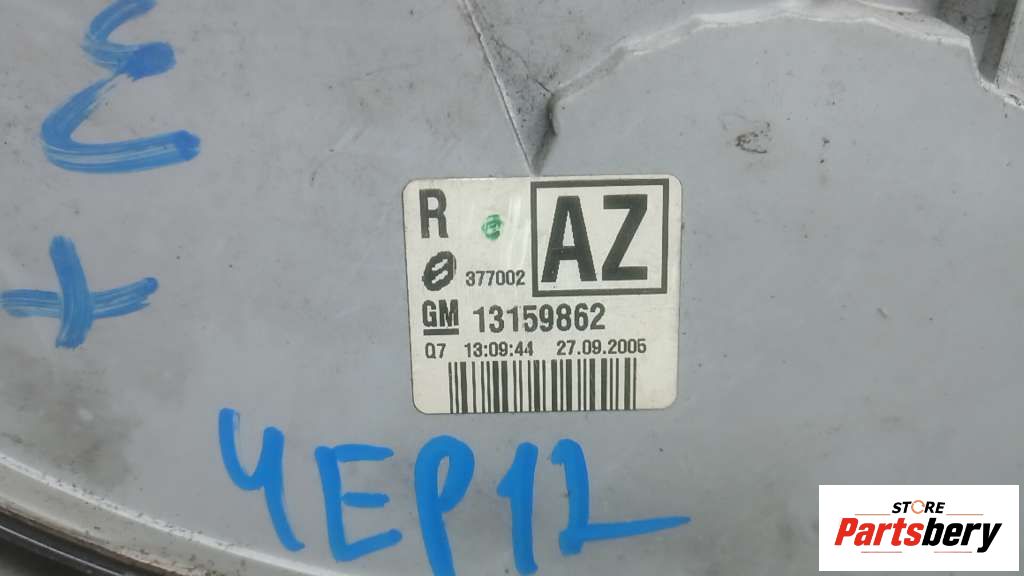 R
AZ
377002
GM 13159862
Q7 13:09:44 27.09.2005
ЧЕР12
STORE
Partsbery